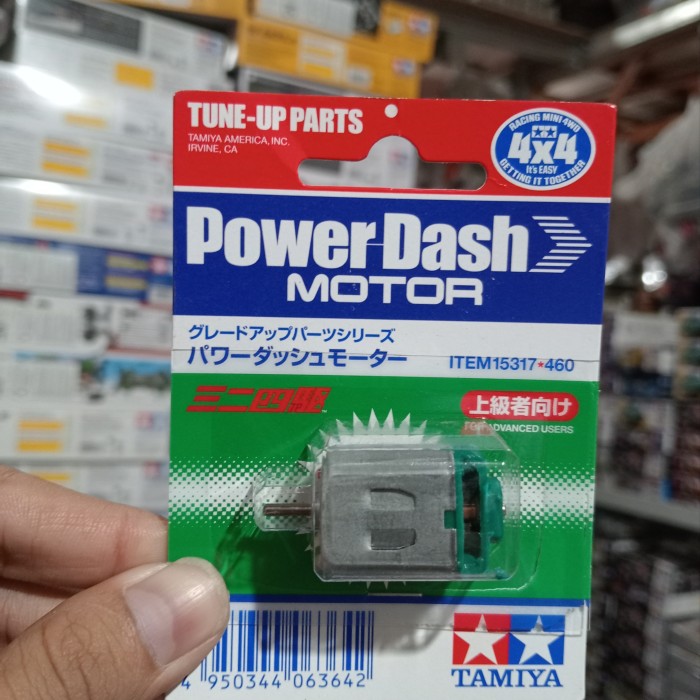 TUNE-UP PARTS
TAMIYA AMERICA, INC.
IRVINE, CA
RACING MINI 4WD
4x4
It's EASY
GETTING IT TOGETHER
PowerDash
MOTOR
グレードアップパーツシリーズ
パワーダッシュモーター
ITEM 15317★460
ミニ四駆
上級者向け
FOR ADVANCED USERS
4 950344 063642
TAMIYA